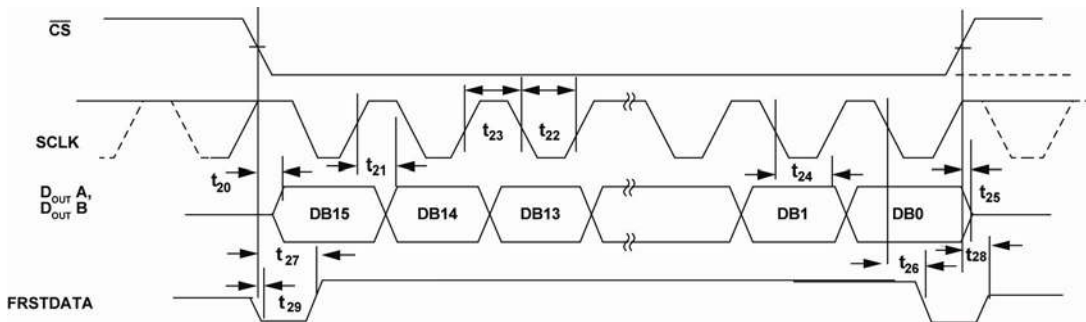 CS
SCLK
t23
t22
t21
t20
t24
t25
DOUT A,
DOUT B
DB15
DB14
DB13
DB1
DB0
t27
t26
t28
t29
FRSTDATA